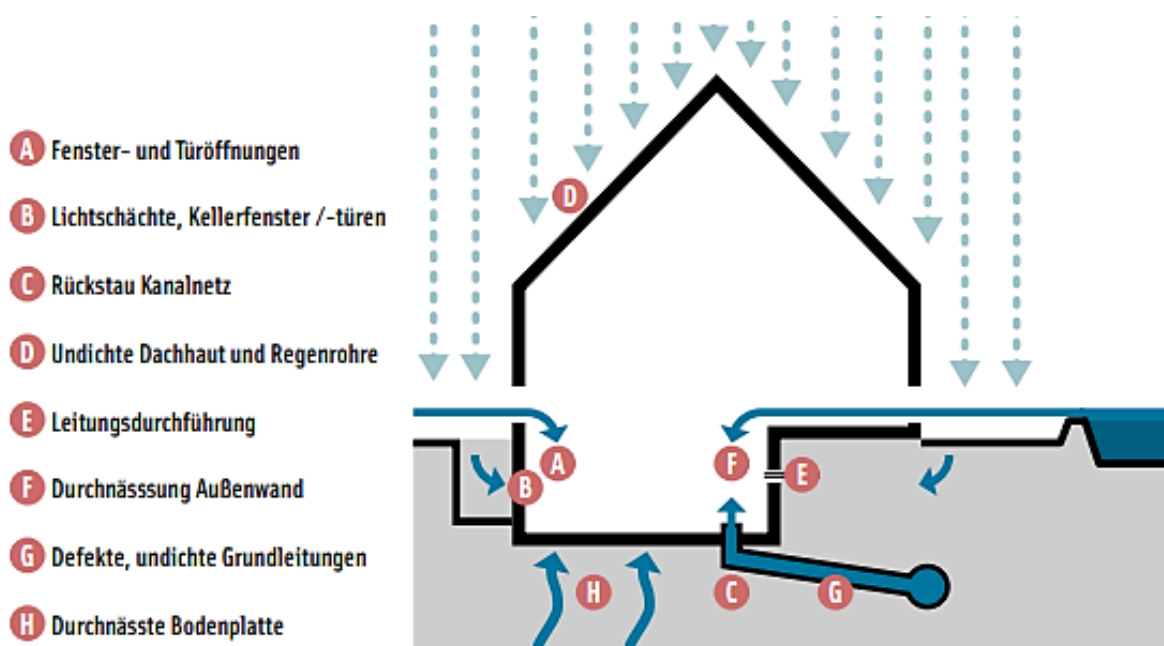 A Fenster- und Türöffnungen
B Lichtschächte, Kellerfenster /-türen
C Rückstau Kanalnetz
D Undichte Dachhaut und Regenrohre
E Leitungsdurchführung
F Durchnässsung Außenwand
G Defekte, undichte Grundleitungen
H Durchnässte Bodenplatte
D
A
F
E
B
H
C
G